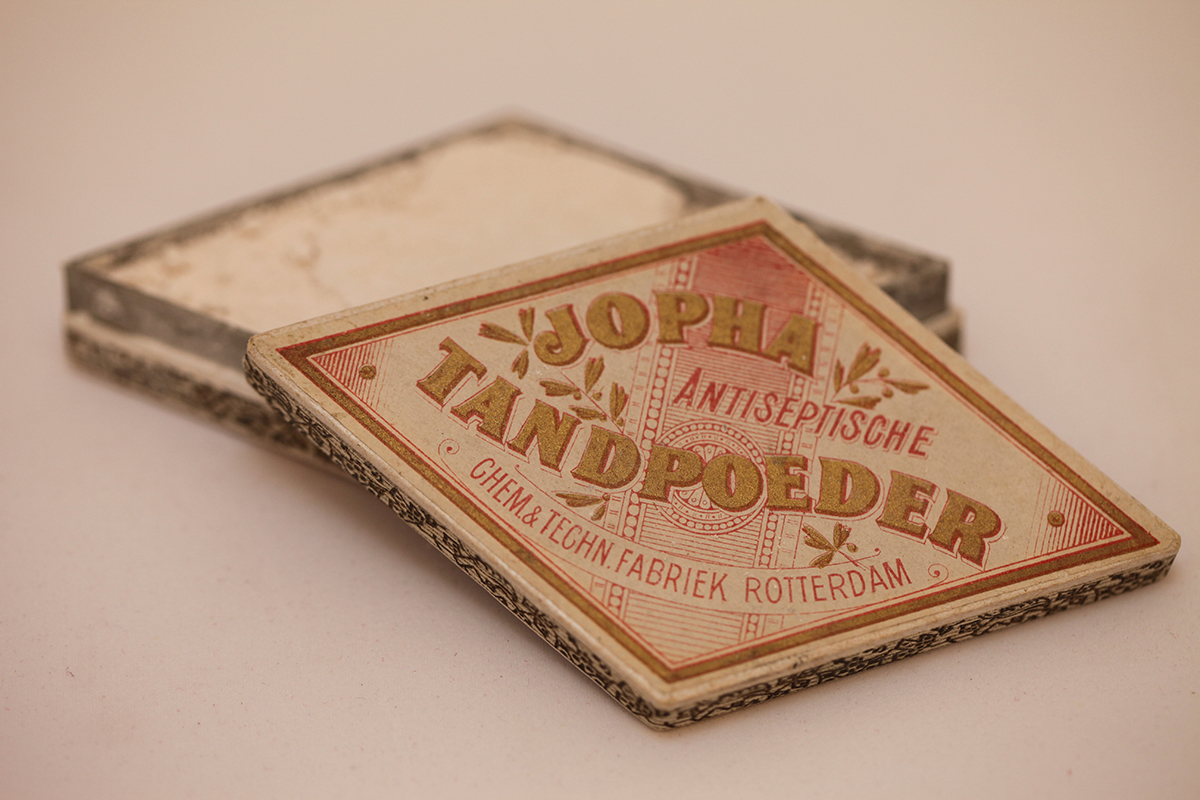 JOPHA
ANTISEPTISCHE
TANDPOEDER
CHEM. & TECHN. FABRIEK ROTTERDAM